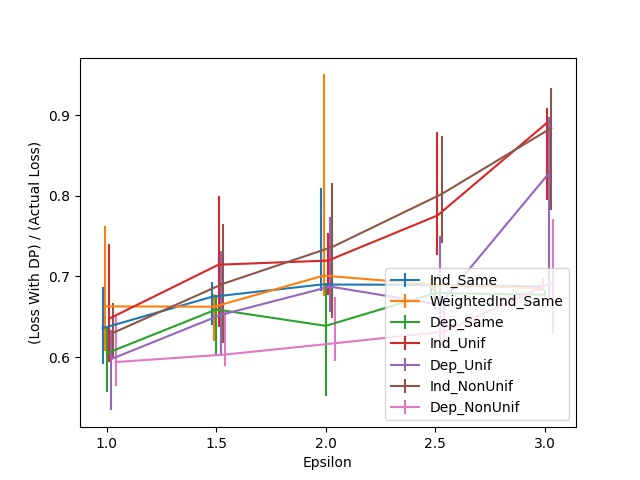 (Loss With DP) / (Actual Loss)
0.9
0.8
0.7
0.6
1.0
1.5
2.0
2.5
3.0
Epsilon
Ind_Same
WeightedInd_Same
Dep_Same
Ind_Unif
Dep_Unif
Ind_NonUnif
Dep_NonUnif